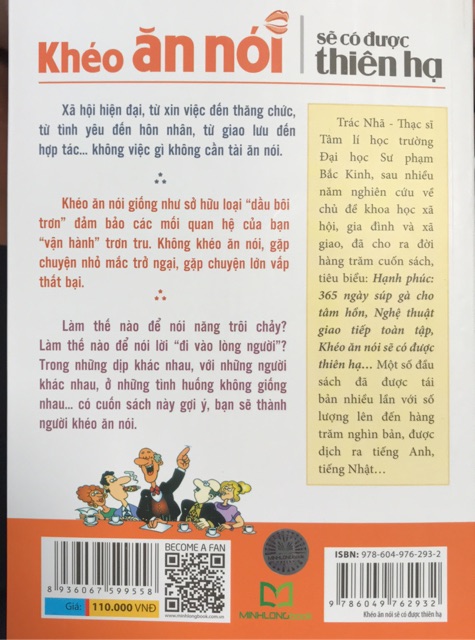 Khéo ăn nói
sẽ có được
thiên hạ
Xã hội hiện đại, từ xin việc đến thăng chức,
từ tình yêu đến hôn nhân, từ giao lưu đến
hợp tác... không việc gì không cần tài ăn nói.
Khéo ăn nói giống như sở hữu loại “dầu bôi
trơn” đảm bảo các mối quan hệ của bạn
“vận hành” trơn tru. Không khéo ăn nói, gặp
chuyện nhỏ mắc trở ngại, gặp chuyện lớn vấp
thất bại.
Làm thế nào để nói năng trôi chảy?
Làm thế nào để nói lời “đi vào lòng người”?
Trong những dịp khác nhau, với những người
khác nhau, ở những tình huống không giống
nhau... có cuốn sách này gợi ý, bạn sẽ thành
người khéo ăn nói.
Trác Nhã - Thạc sĩ
Tâm lí học trường
Đại học Sư phạm
Bắc Kinh, sau nhiều
năm nghiên cứu về
chủ đề khoa học xã
hội, gia đình và xã
giao, đã cho ra đời
hàng trăm cuốn sách,
tiêu biểu: Hạnh phúc:
365 ngày súp gà cho
tâm hồn, Nghệ thuật
giao tiếp toàn tập,
Khéo ăn nói sẽ có được
thiên hạ... Một số đầu
sách đã được tái
bản nhiều lần với số
lượng lên đến hàng
trăm nghìn bản, được
dịch ra tiếng Anh,
tiếng Nhật...
8 936067 599558
Giá: 110.000 VNĐ
BECOME A FAN
www.minhlongbook.com.vn
MINHLONGbook
ISBN: 978-604-976-293-2
9 786049 762932
Khéo ăn nói sẽ có được thiên hạ